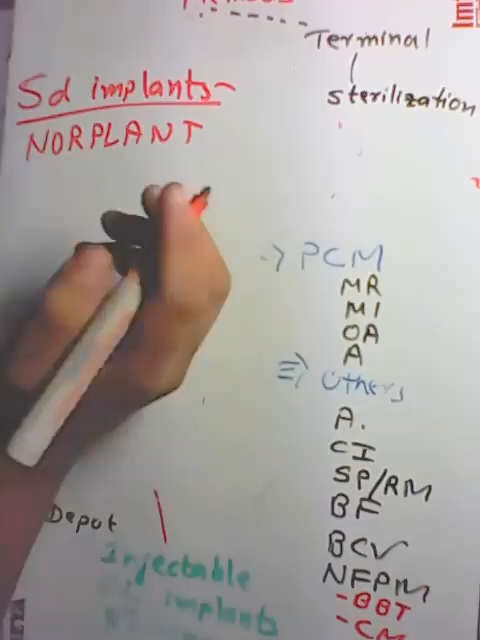 Terminal
sterilization
Sd implants-
NORPLANT
-> PCM
MR
MI
OA
A
=> Others
A.
CI
SP/RM
BF
BCV
NFPM
- BBT
- CM
Depot
Injectable
implants